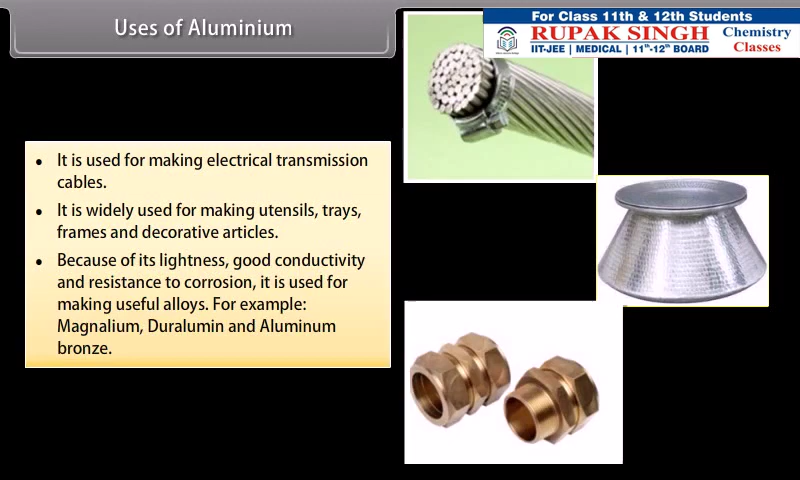 Uses of Aluminium
For Class 11th & 12th Students
RUPAK SINGH
IIT-JEE | MEDICAL | 11th-12th BOARD
Chemistry
Classes
• It is used for making electrical transmission
cables.
• It is widely used for making utensils, trays,
frames and decorative articles.
• Because of its lightness, good conductivity
and resistance to corrosion, it is used for
making useful alloys. For example:
Magnalium, Duralumin and Aluminum
bronze.